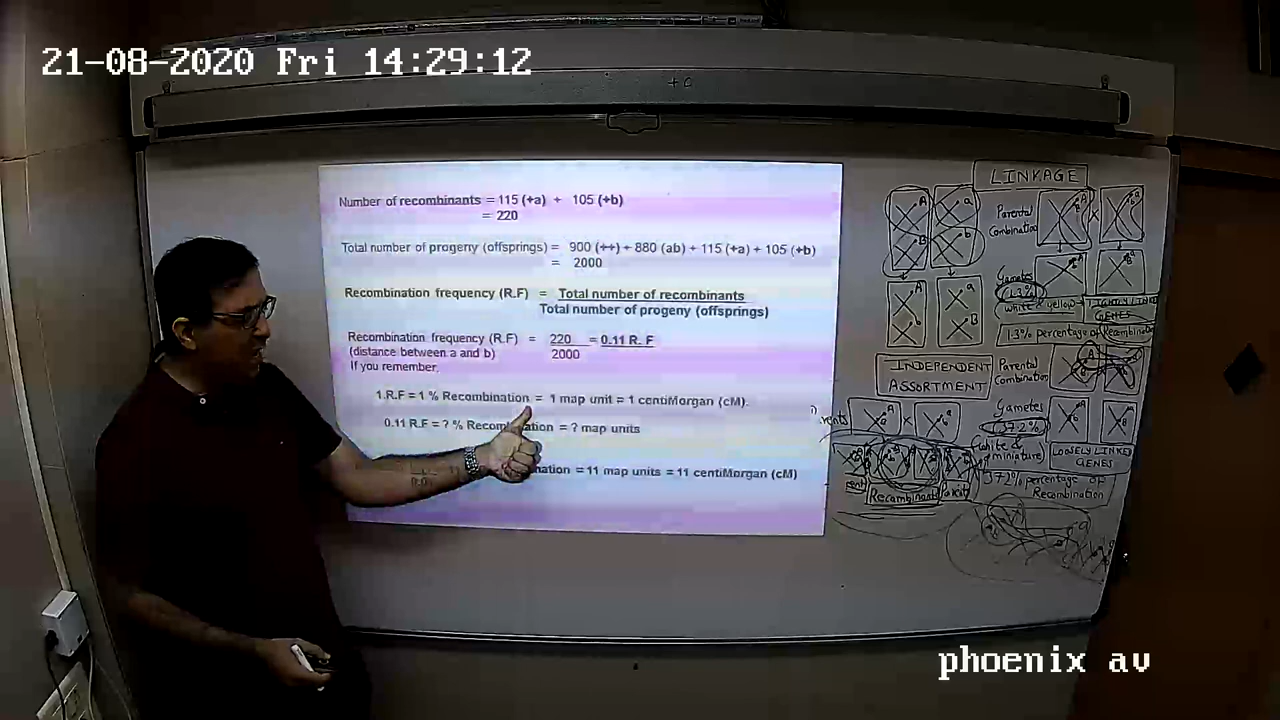 21-08-2020 Fri 14:29:12
+c
Number of recombinants = 115 (+a) + 105 (+b)
= 220
Total number of progeny (offsprings) = 900 (++) + 880 (ab) + 115 (+a) + 105 (+b)
= 2000
Recombination frequency (R.F) = Total number of recombinants
Total number of progeny (offsprings)
Recombination frequency (R.F) = 220 = 0.11 R. F
(distance between a and b) 2000
If you remember,
1.R.F = 1 % Recombination = 1 map unit = 1 centiMorgan (cM).
0.11 R.F = ? % Recombination = ? map units
nation = 11 map units = 11 centiMorgan (cM)
LINKAGE
A a
B b
Parental
Combination
Gametes
1.3%
white & yellow → TIGHTLY LINKED
GENES
1.3% percentage of Recombination
A a
b B
INDEPENDENT
ASSORTMENT
Parental
Combination
Gametes
37.2%
white &
miniature
LOOSELY LINKED
GENES
37.2% percentage of
Recombination
Recombinants
phoenix av